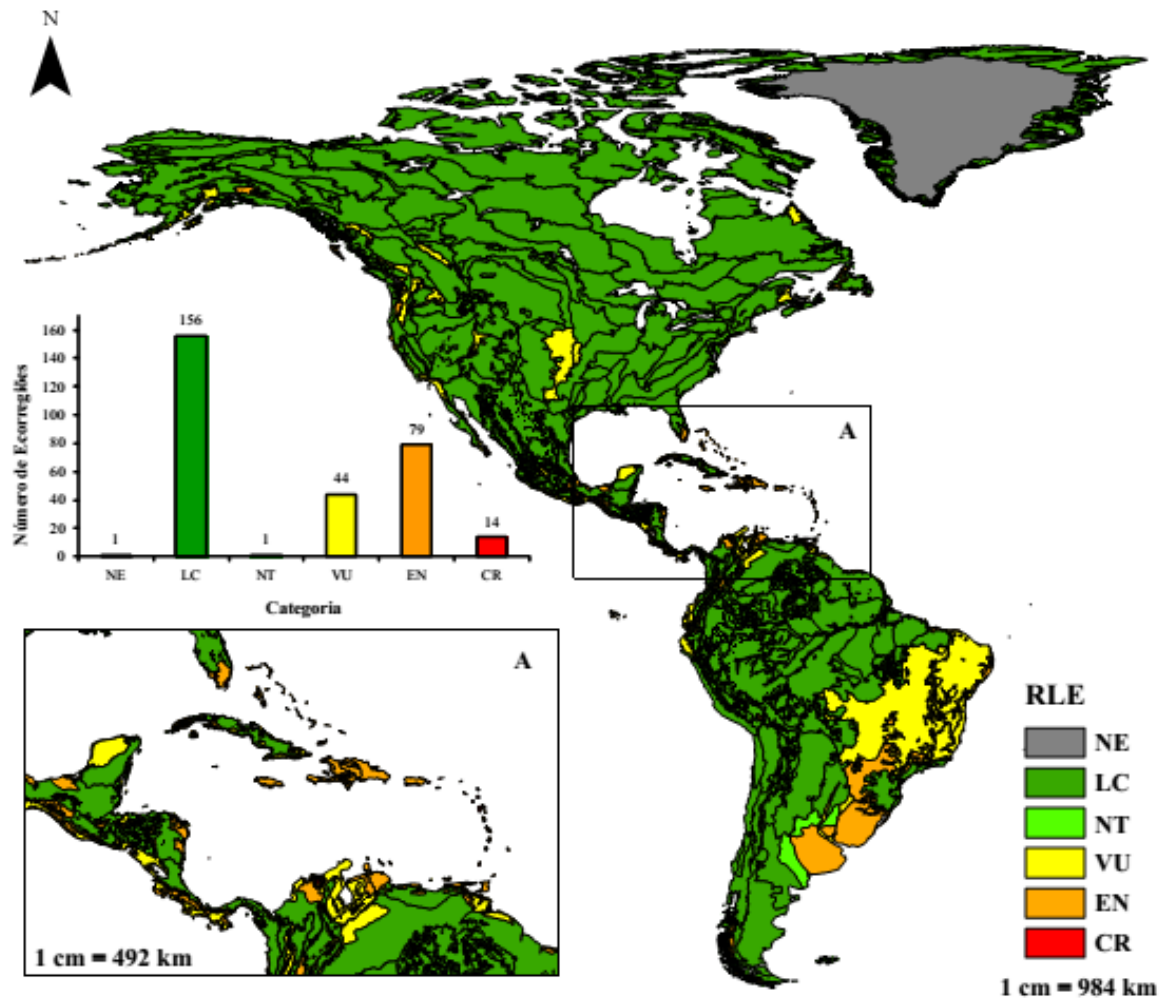 N
Número de Ecorregiões
160
140
120
100
80
60
40
20
0
1
156
1
44
79
14
NE LC NT VU EN CR
Categoria
A
A
1 cm = 492 km
RLE
NE
LC
NT
VU
EN
CR
1 cm = 984 km